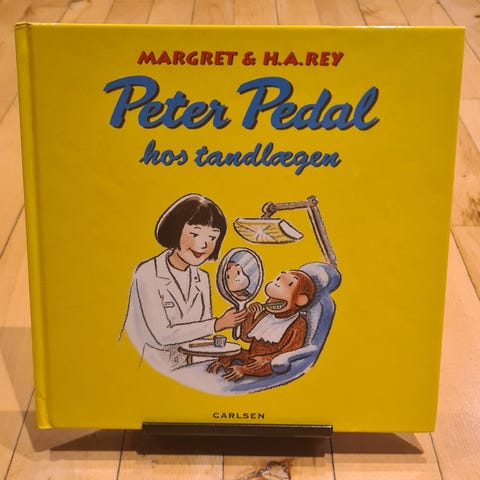 MARGRET & H.A.REY
Peter Pedal
hos tandlægen
CARLSEN